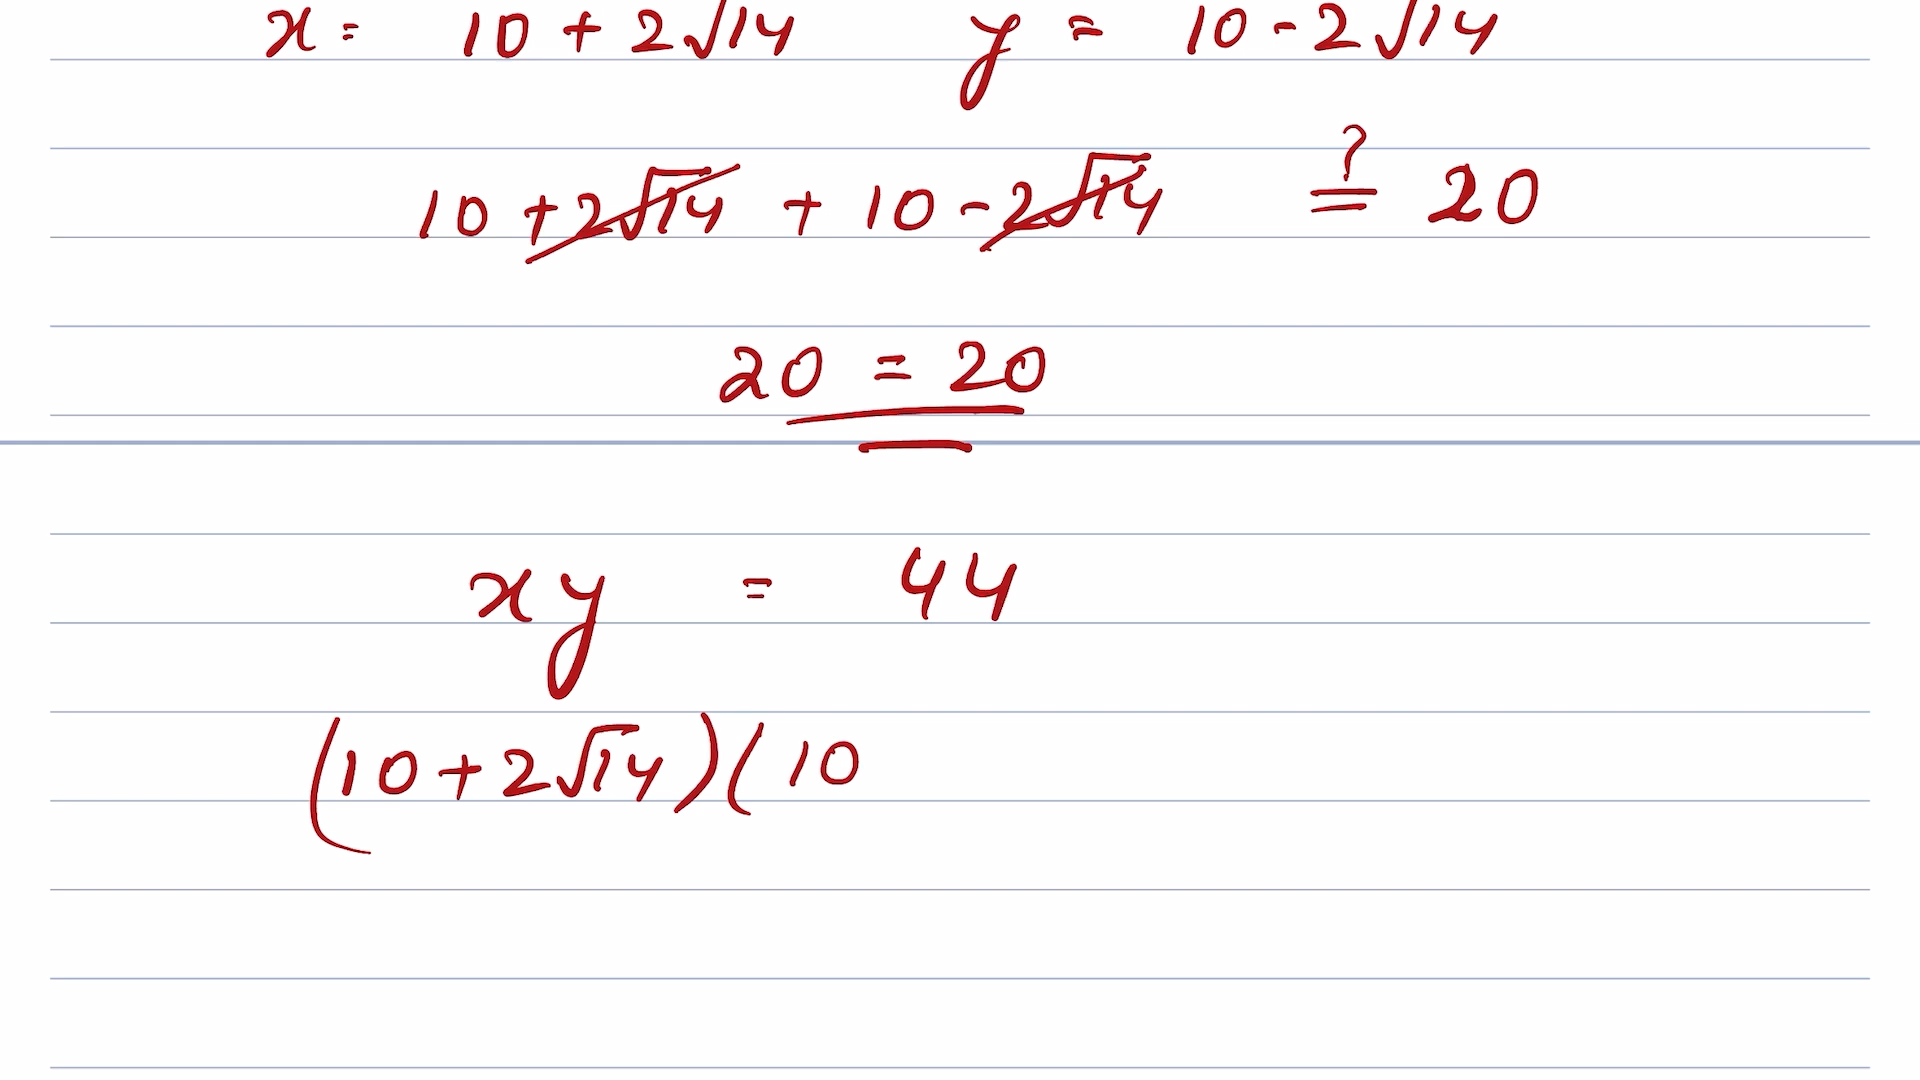 x = 10 + 2√14 y = 10 - 2√14
10 + 2√14 + 10 - 2√14 ≟ 20
20 = 20
xy = 44
(10 + 2√14)(10